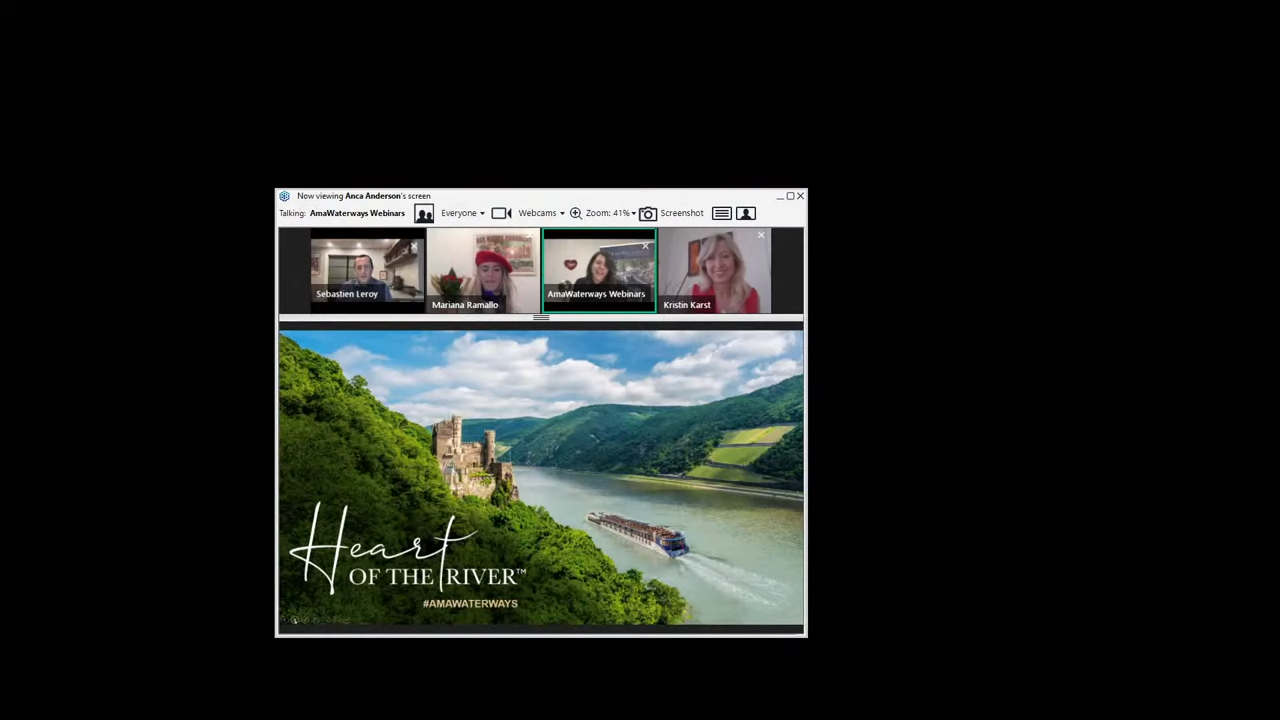 Now viewing Anca Anderson's screen
Talking: AmaWaterways Webinars Everyone Webcams Zoom: 41% Screenshot
Sebastien Leroy
Mariana Ramallo
AmaWaterways Webinars
Kristin Karst
Heart
OF THE RIVER™
#AMAWATERWAYS